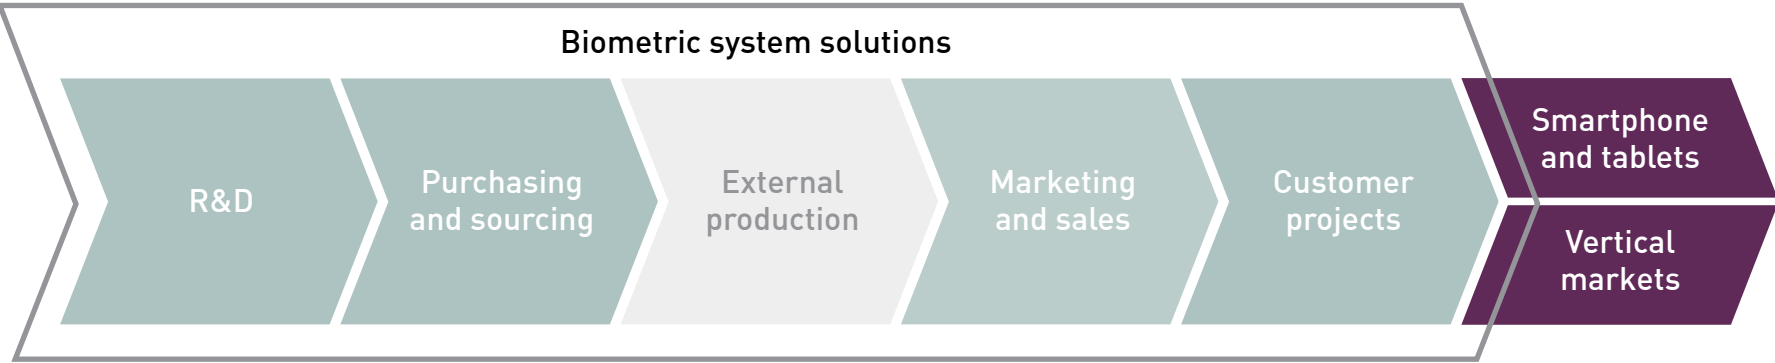 Biometric system solutions
R&D
Purchasing
and sourcing
External
production
Marketing
and sales
Customer
projects
Smartphone
and tablets
Vertical
markets